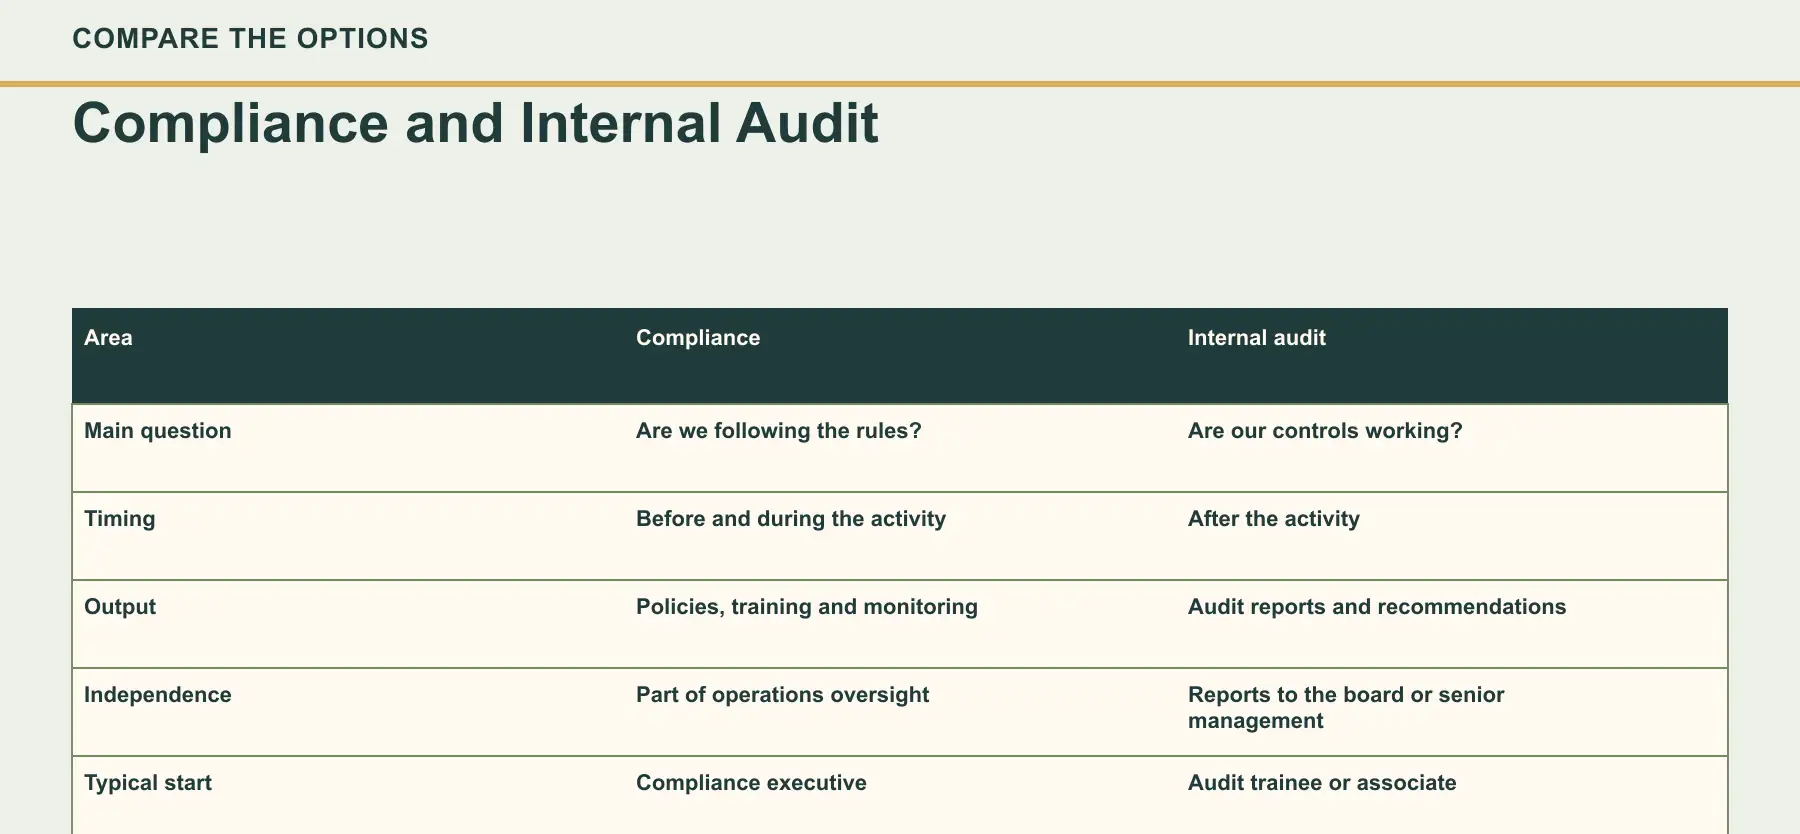 COMPARE THE OPTIONS
Compliance and Internal Audit
Area Compliance Internal audit
Main question Are we following the rules? Are our controls working?
Timing Before and during the activity After the activity
Output Policies, training and monitoring Audit reports and recommendations
Independence Part of operations oversight Reports to the board or senior
management
Typical start Compliance executive Audit trainee or associate